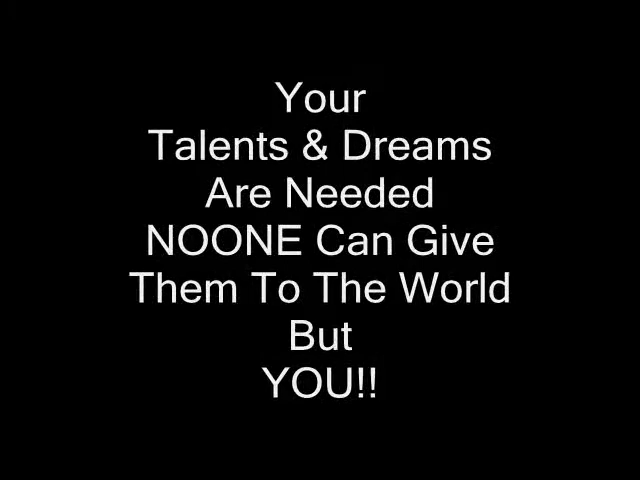 Your
Talents & Dreams
Are Needed
NOONE Can Give
Them To The World
But
YOU!!